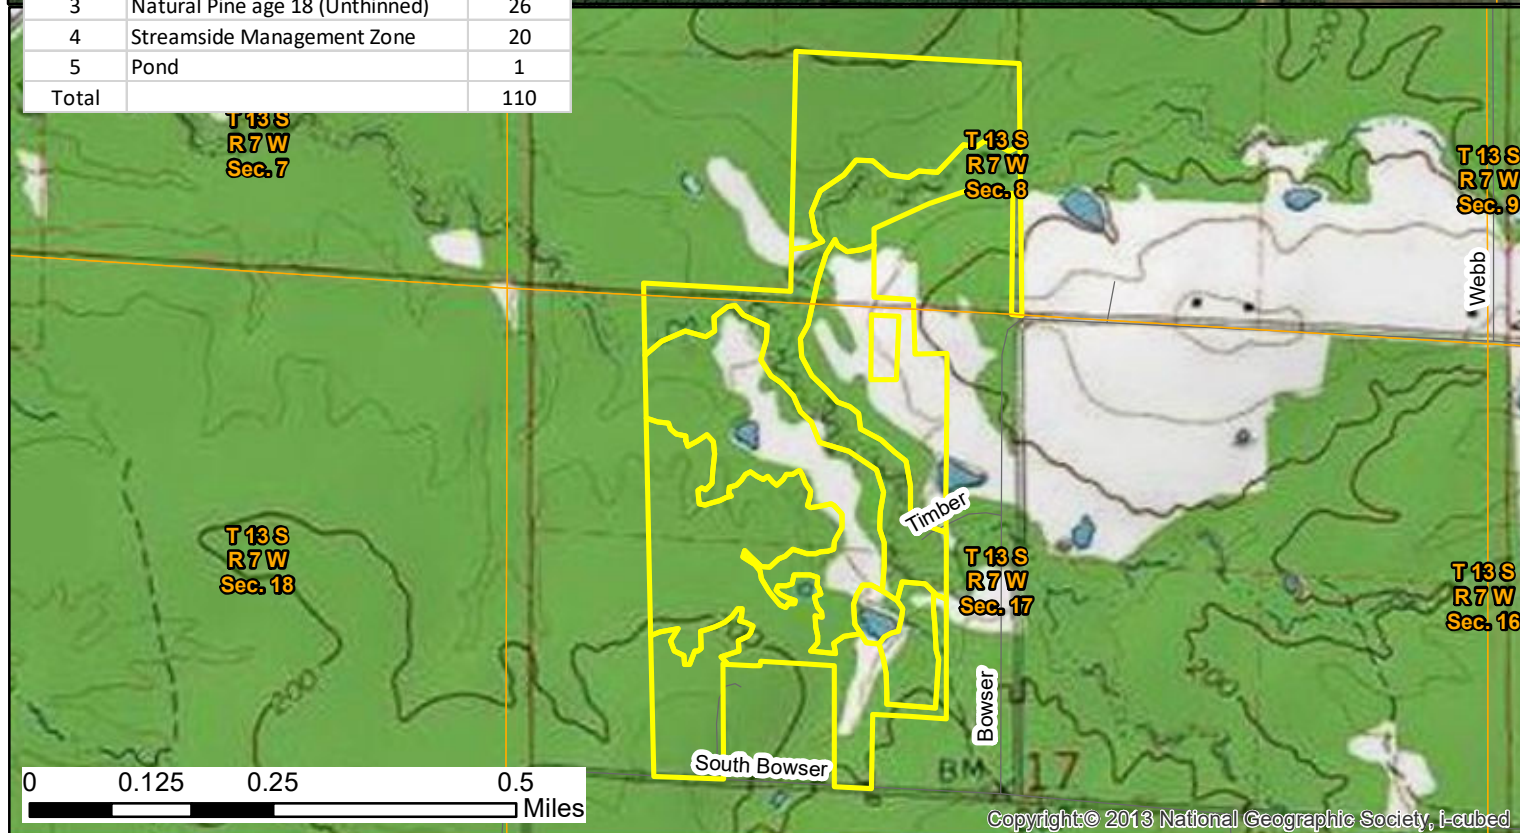 3 Natural Pine age 18 (Unthinned) 26
4 Streamside Management Zone 20
5 Pond 1
Total 110
T 13 S
R 7 W
Sec. 7
T 13 S
R 7 W
Sec. 8
T 13 S
R 7 W
Sec. 9
200
Webb
Timber
T 13 S
R 7 W
Sec. 18
T 13 S
R 7 W
Sec. 17
T 13 S
R 7 W
Sec. 16
200
200
Bowser
South Bowser
BM
17
0 0.125 0.25 0.5
Miles
Copyright:© 2013 National Geographic Society, i-cubed